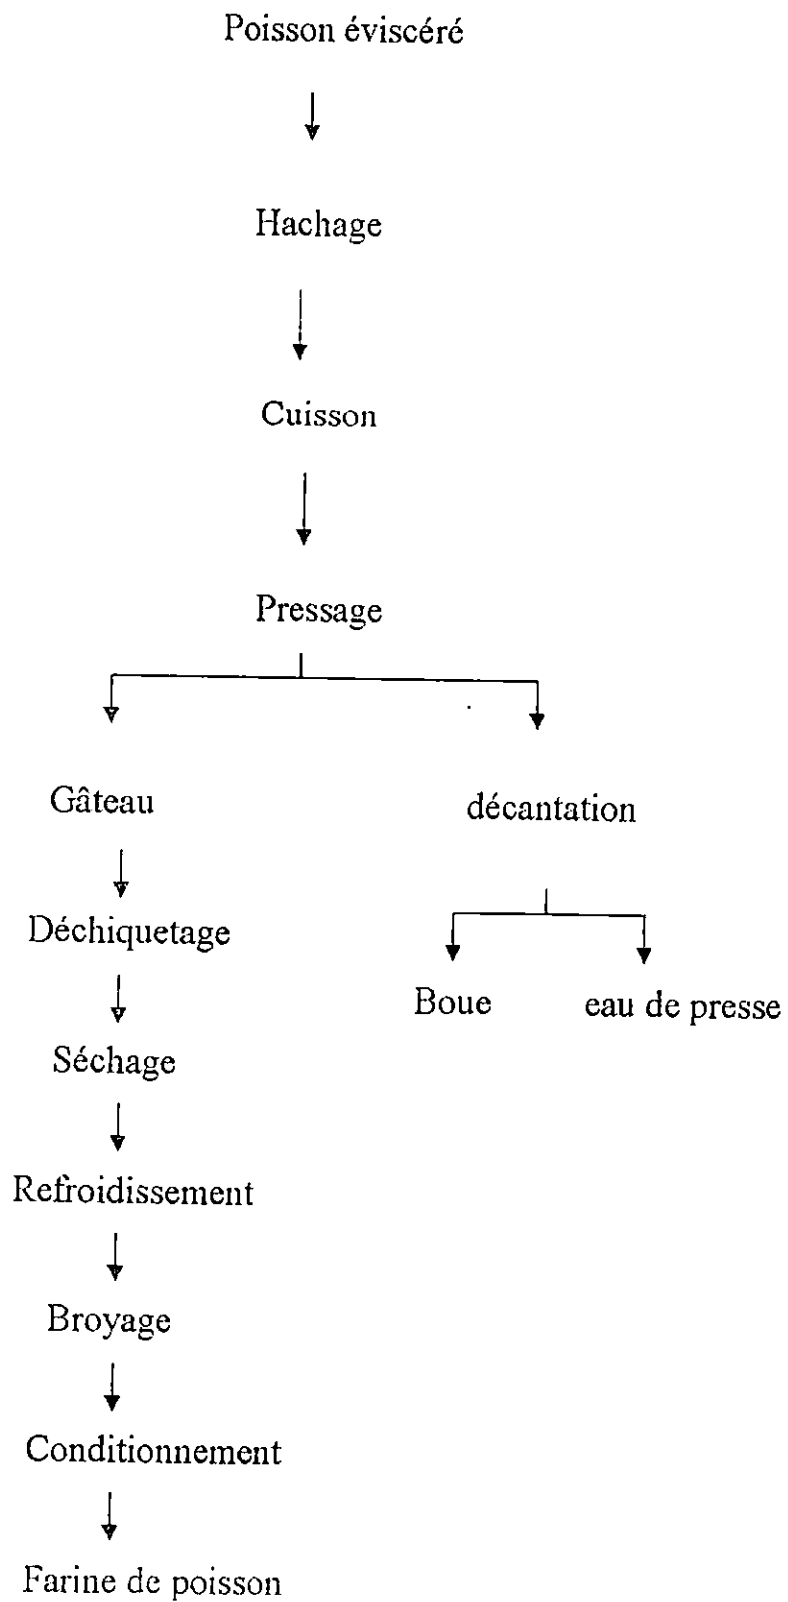 Poisson éviscéré
Hachage
Cuisson
Pressage
Gâteau
décantation
Déchiquetage
Boue
eau de presse
Séchage
Refroidissement
Broyage
Conditionnement
Farine de poisson